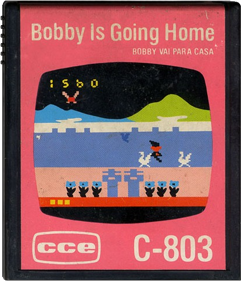 Bobby Is Going Home
BOBBY VAI PARA CASA
1560
cce
C-803